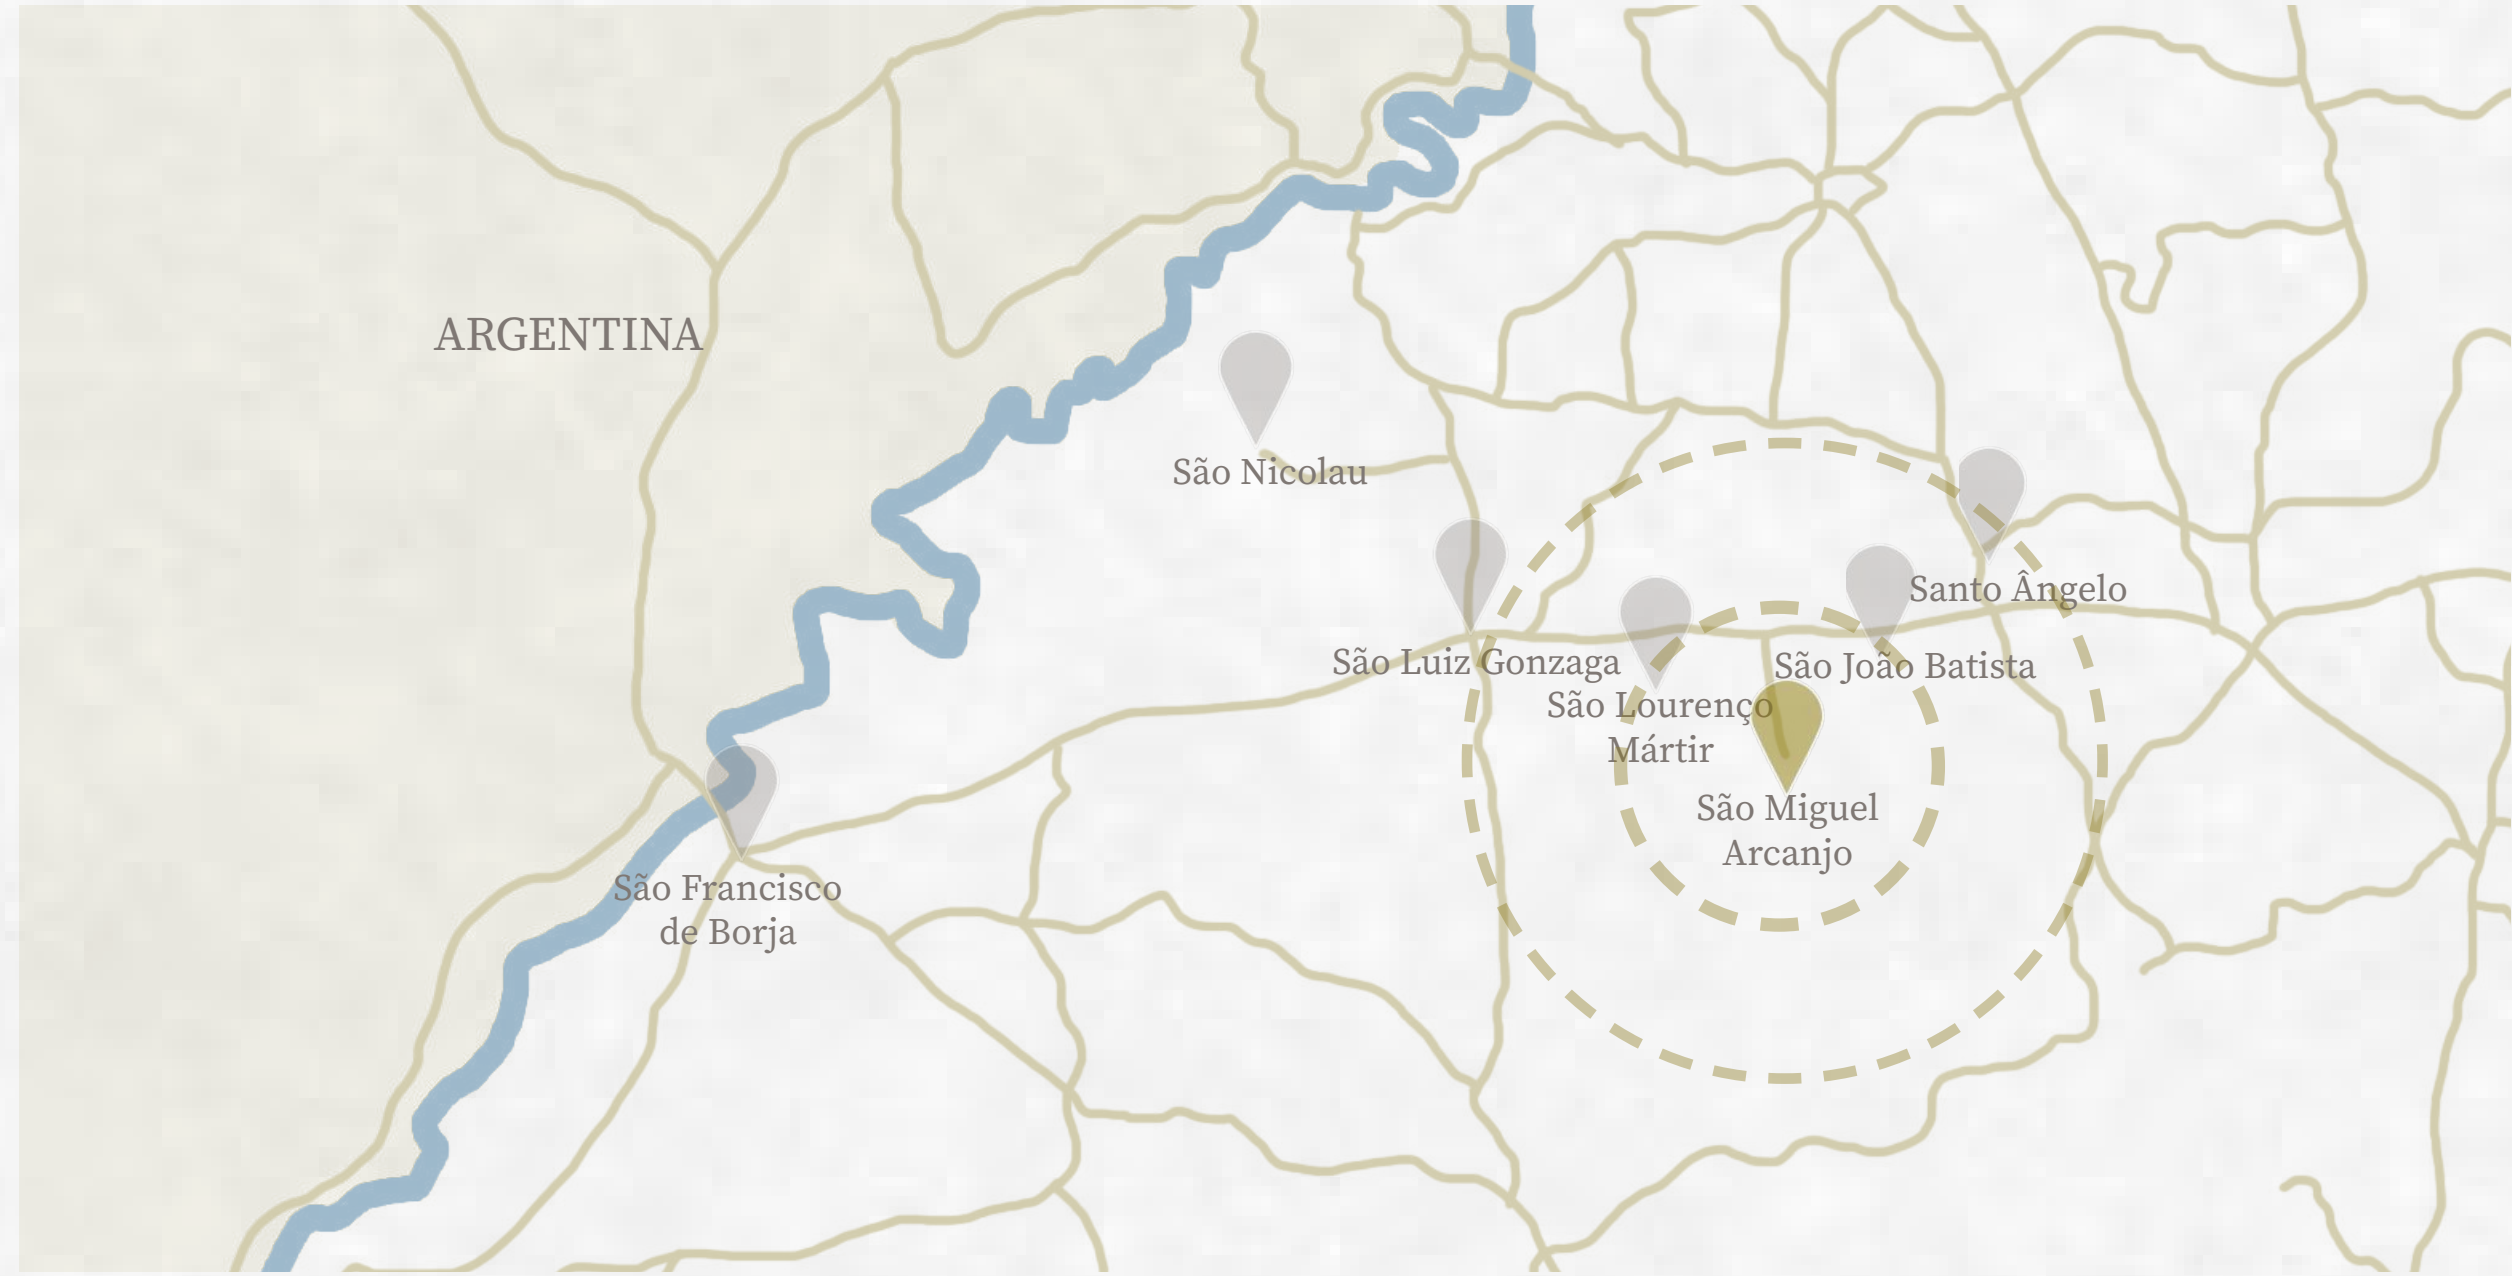 ARGENTINA
São Nicolau
Santo Ângelo
São Luiz Gonzaga
São João Batista
São Lourenço
Mártir
São Miguel
Arcanjo
São Francisco
de Borja